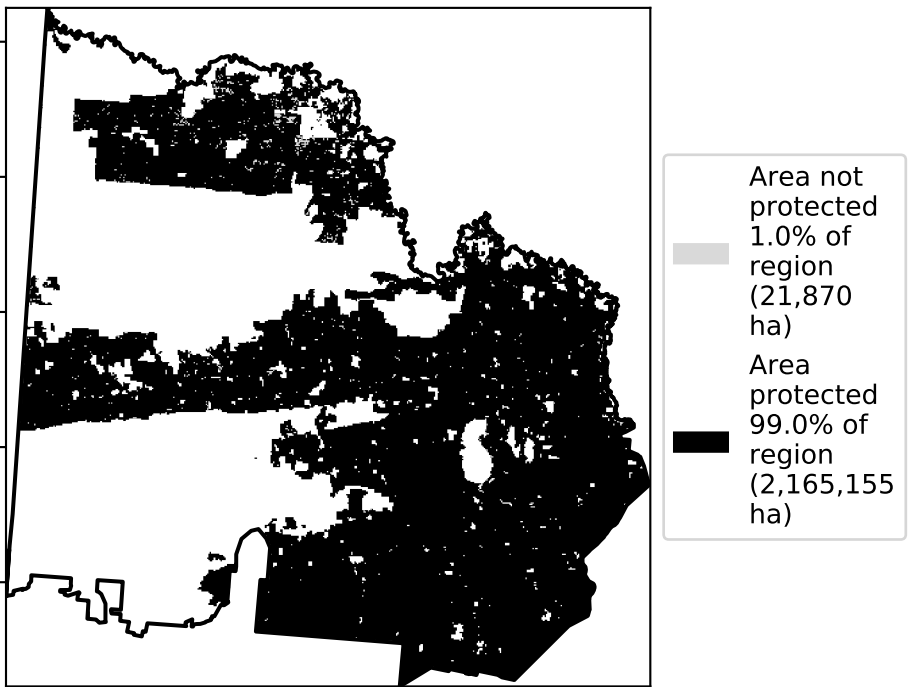 Area not
protected
1.0% of
region
(21,870
ha)
Area
protected
99.0% of
region
(2,165,155
ha)